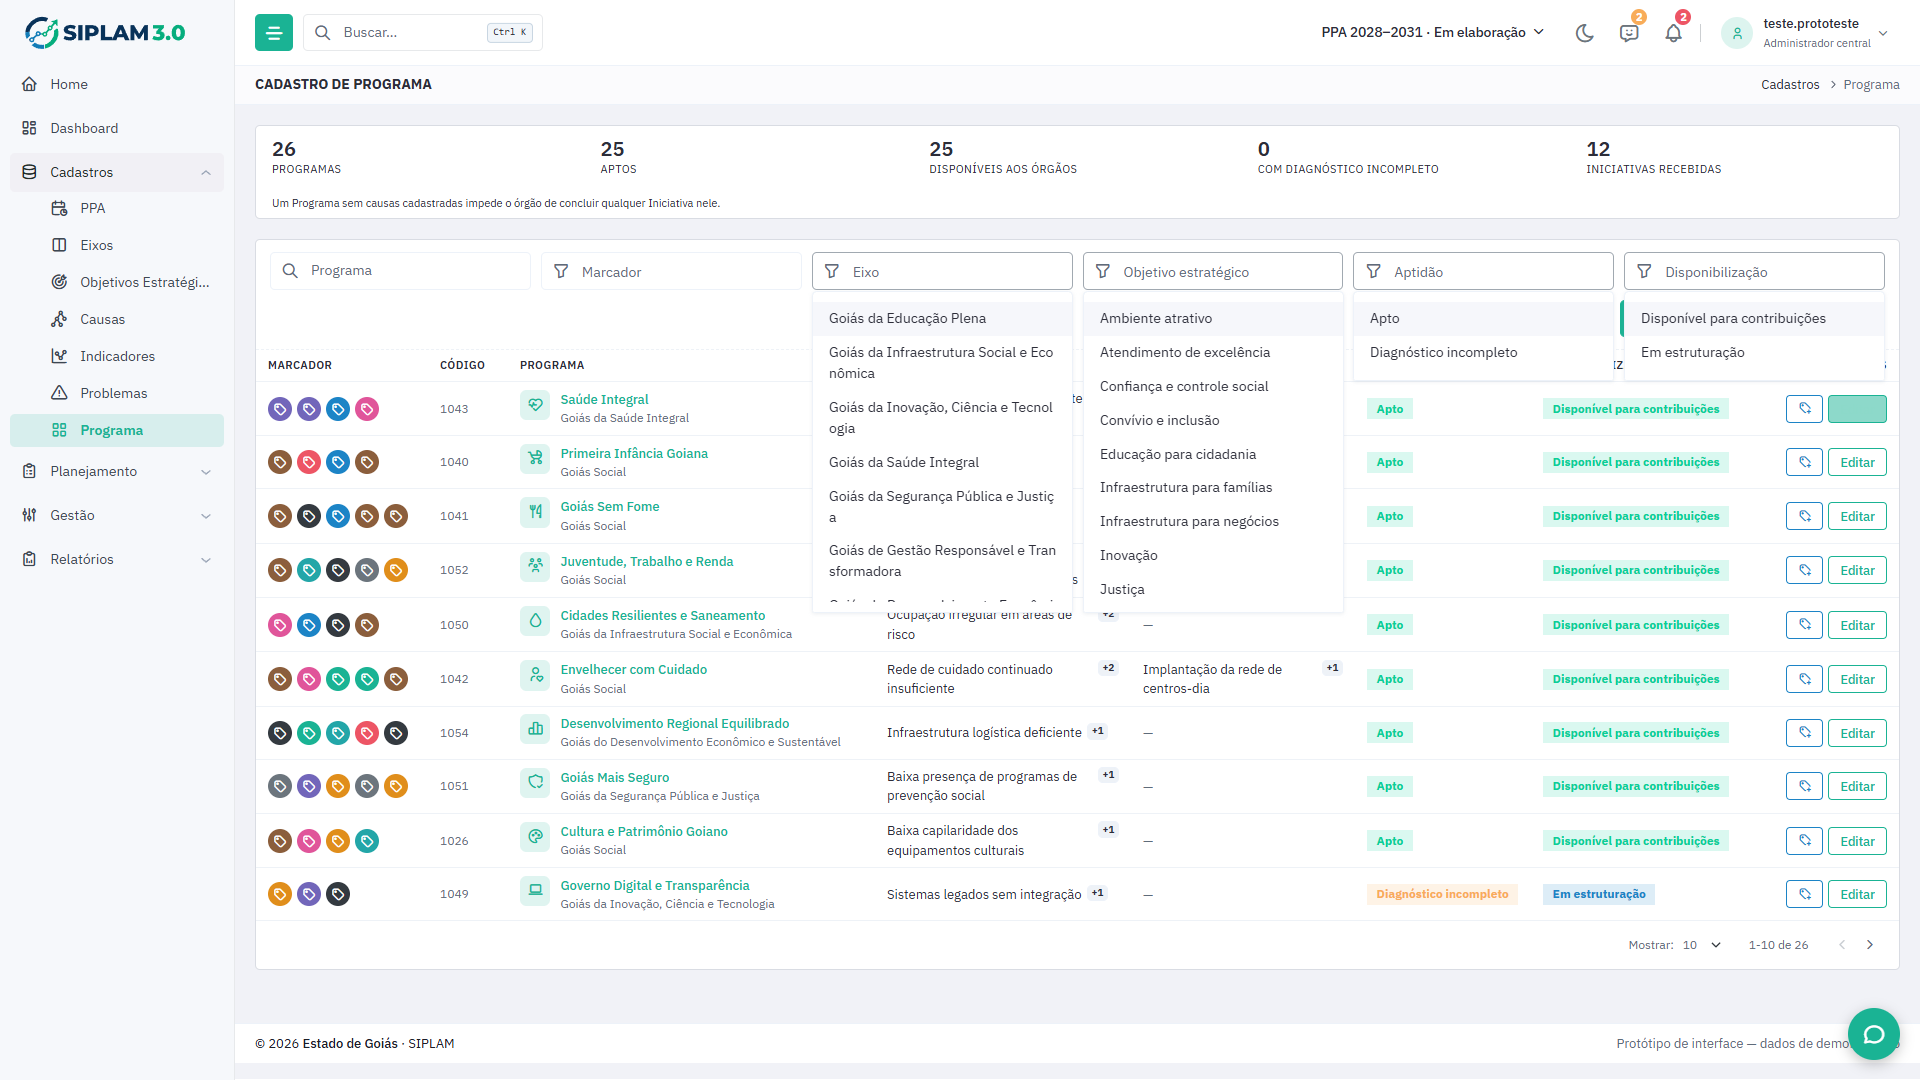 SIPLAM 3.0
Buscar...
Ctrl K
PPA 2028–2031 · Em elaboração
2
2
teste.prototeste
Administrador central
Home
Dashboard
Cadastros
PPA
Eixos
Objetivos Estratégi...
Causas
Indicadores
Problemas
Programa
Planejamento
Gestão
Relatórios
CADASTRO DE PROGRAMA
Cadastros > Programa
26
PROGRAMAS
25
APTOS
25
DISPONÍVEIS AOS ÓRGÃOS
0
COM DIAGNÓSTICO INCOMPLETO
12
INICIATIVAS RECEBIDAS
Um Programa sem causas cadastradas impede o órgão de concluir qualquer Iniciativa nele.
Programa
Marcador
Eixo
Objetivo estratégico
Aptidão
Disponibilização
Goiás da Educação Plena
Goiás da Infraestrutura Social e Eco
nômica
Goiás da Inovação, Ciência e Tecnol
ogia
Goiás da Saúde Integral
Goiás da Segurança Pública e Justiç
a
Goiás de Gestão Responsável e Tran
sformadora
Ambiente atrativo
Atendimento de excelência
Confiança e controle social
Convívio e inclusão
Educação para cidadania
Infraestrutura para famílias
Infraestrutura para negócios
Inovação
Justiça
Apto
Diagnóstico incompleto
Disponível para contribuições
Em estruturação
MARCADOR CÓDIGO PROGRAMA
1043
Saúde Integral
Goiás da Saúde Integral
Apto
Disponível para contribuições
1040
Primeira Infância Goiana
Goiás Social
Apto
Disponível para contribuições
Editar
1041
Goiás Sem Fome
Goiás Social
Apto
Disponível para contribuições
Editar
1052
Juventude, Trabalho e Renda
Goiás Social
Apto
Disponível para contribuições
Editar
1050
Cidades Resilientes e Saneamento
Goiás da Infraestrutura Social e Econômica
Ocupação irregular em áreas de
risco
+2
—
Apto
Disponível para contribuições
Editar
1042
Envelhecer com Cuidado
Goiás Social
Rede de cuidado continuado
insuficiente
+2
Implantação da rede de
centros-dia
+1
Apto
Disponível para contribuições
Editar
1054
Desenvolvimento Regional Equilibrado
Goiás do Desenvolvimento Econômico e Sustentável
Infraestrutura logística deficiente +1
—
Apto
Disponível para contribuições
Editar
1051
Goiás Mais Seguro
Goiás da Segurança Pública e Justiça
Baixa presença de programas de
prevenção social
+1
—
Apto
Disponível para contribuições
Editar
1026
Cultura e Patrimônio Goiano
Goiás Social
Baixa capilaridade dos
equipamentos culturais
+1
—
Apto
Disponível para contribuições
Editar
1049
Governo Digital e Transparência
Goiás da Inovação, Ciência e Tecnologia
Sistemas legados sem integração +1
—
Diagnóstico incompleto
Em estruturação
Editar
Mostrar: 10
1-10 de 26
© 2026 Estado de Goiás · SIPLAM
Protótipo de interface — dados de demo